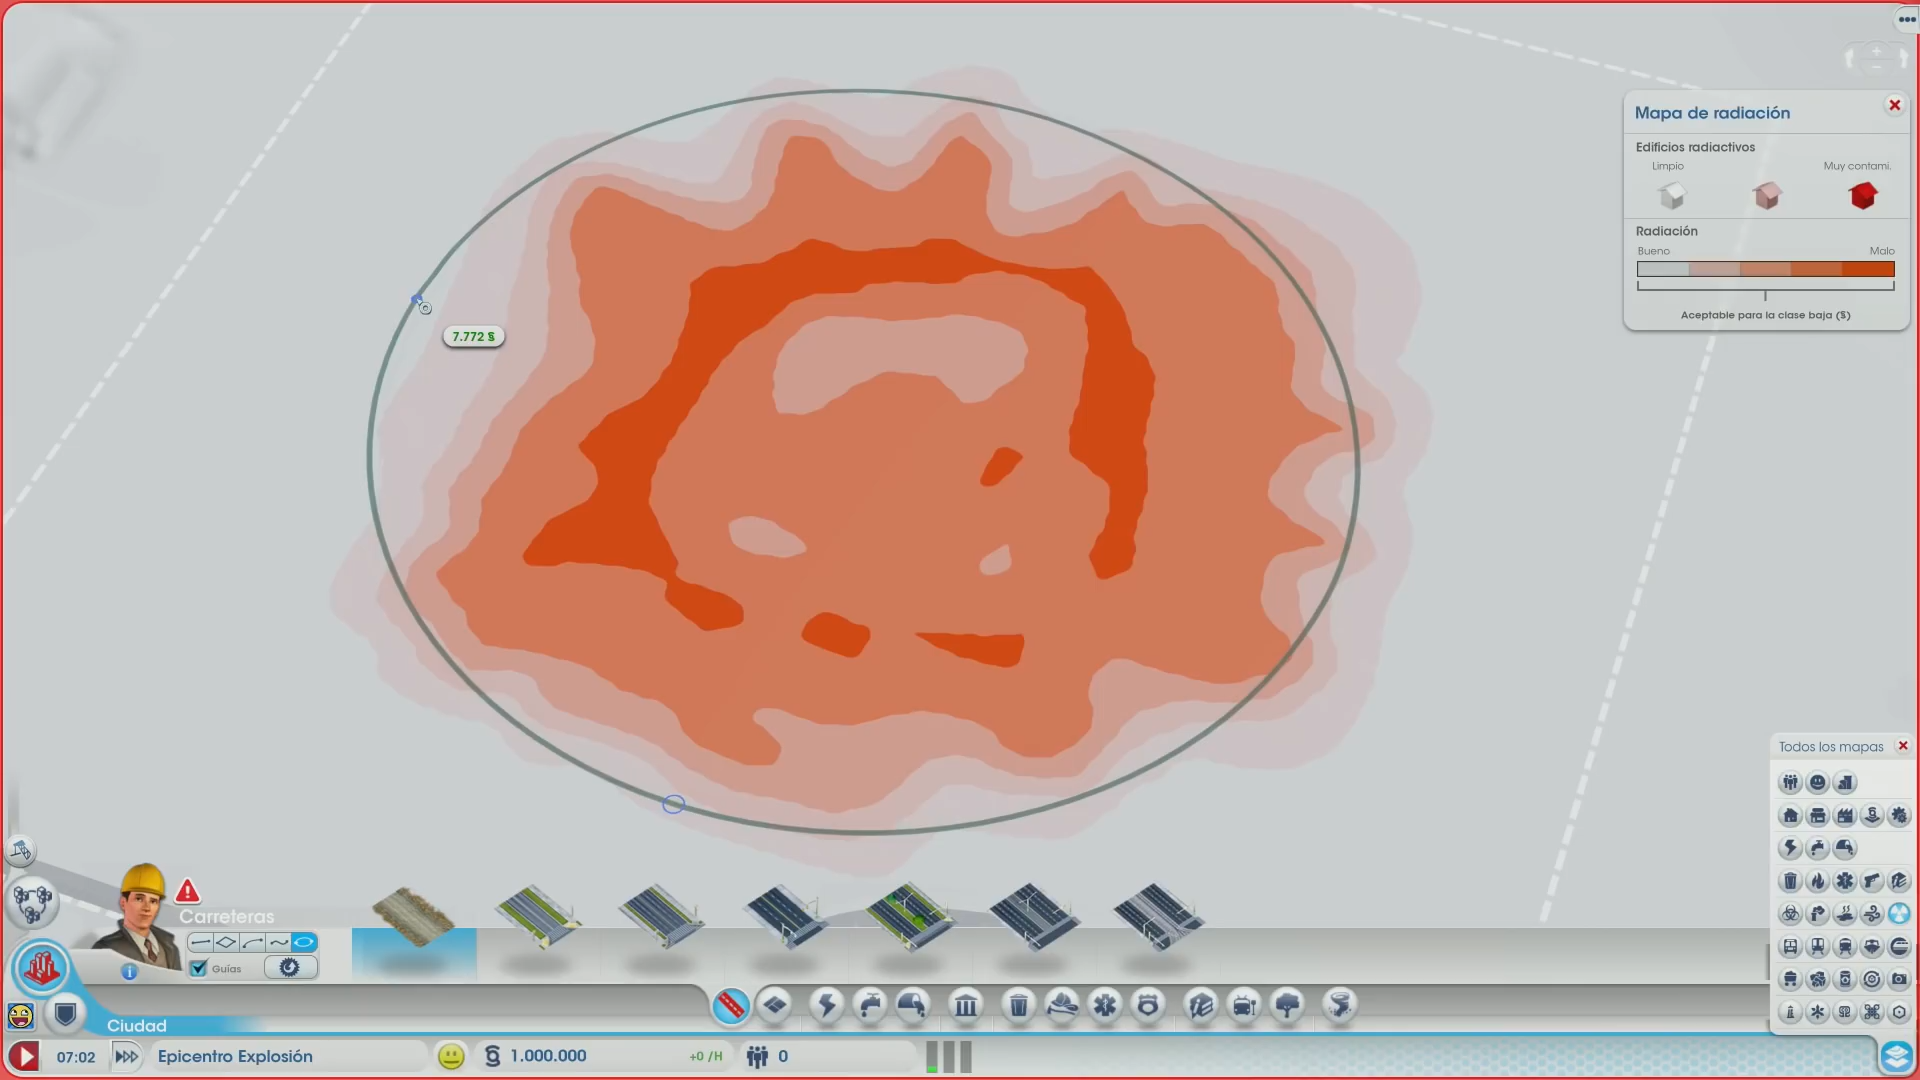 Mapa de radiación
Edificios radiactivos
Limpio
Muy contami.
Radiación
Bueno
Malo
Aceptable para la clase baja ($)
7.772 §
Todos los mapas
Carreteras
Guías
Ciudad
07:02
Epicentro Explosión
1.000.000
+0 /H
0